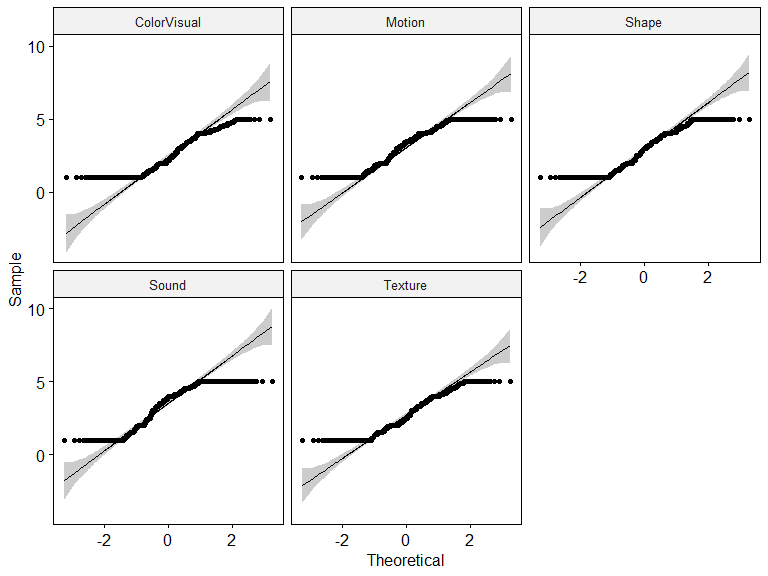 ColorVisual Motion Shape
10
5
0
-2 0 2
Sample
Sound Texture
10
5
0
-2 0 2 -2 0 2
Theoretical